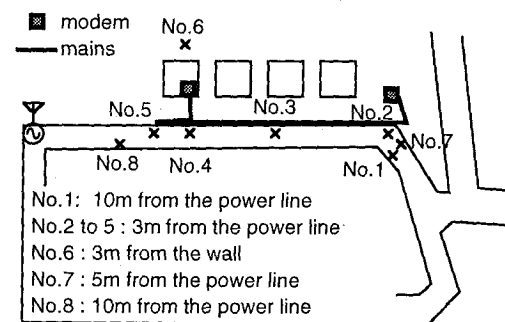 modem
mains
No.6
No.5
No.3
No.2
No.7
No.8
No.4
No.1
No.1: 10m from the power line
No.2 to 5 : 3m from the power line
No.6 : 3m from the wall
No.7 : 5m from the power line
No.8 : 10m from the power line